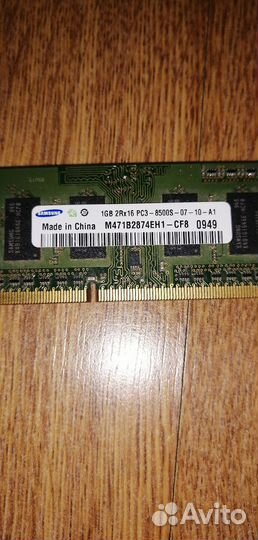 SAMSUNG
1GB 2Rx16 PC3-8500S-07-10-A1
Made in China M471B2874EH1-CF8 0949
Avito